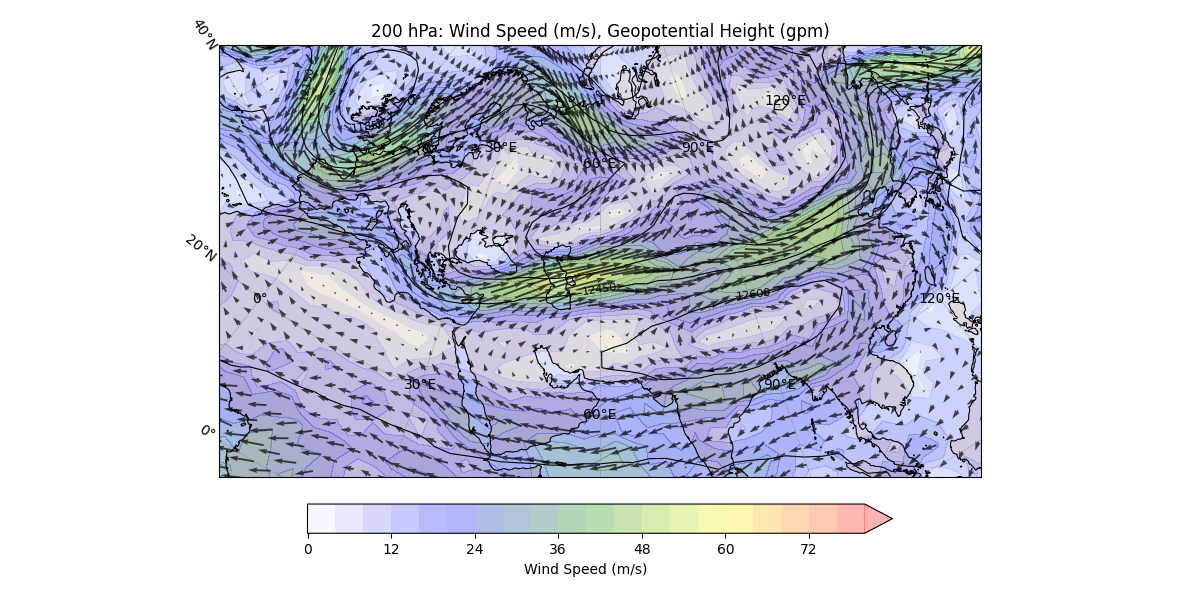 200 hPa: Wind Speed (m/s), Geopotential Height (gpm)
40°N
120°E
30°E
90°E
60°E
20°N
12450
12600
0°
120°E
30°E
90°E
60°E
0°
0
12
24
36
48
60
72
Wind Speed (m/s)